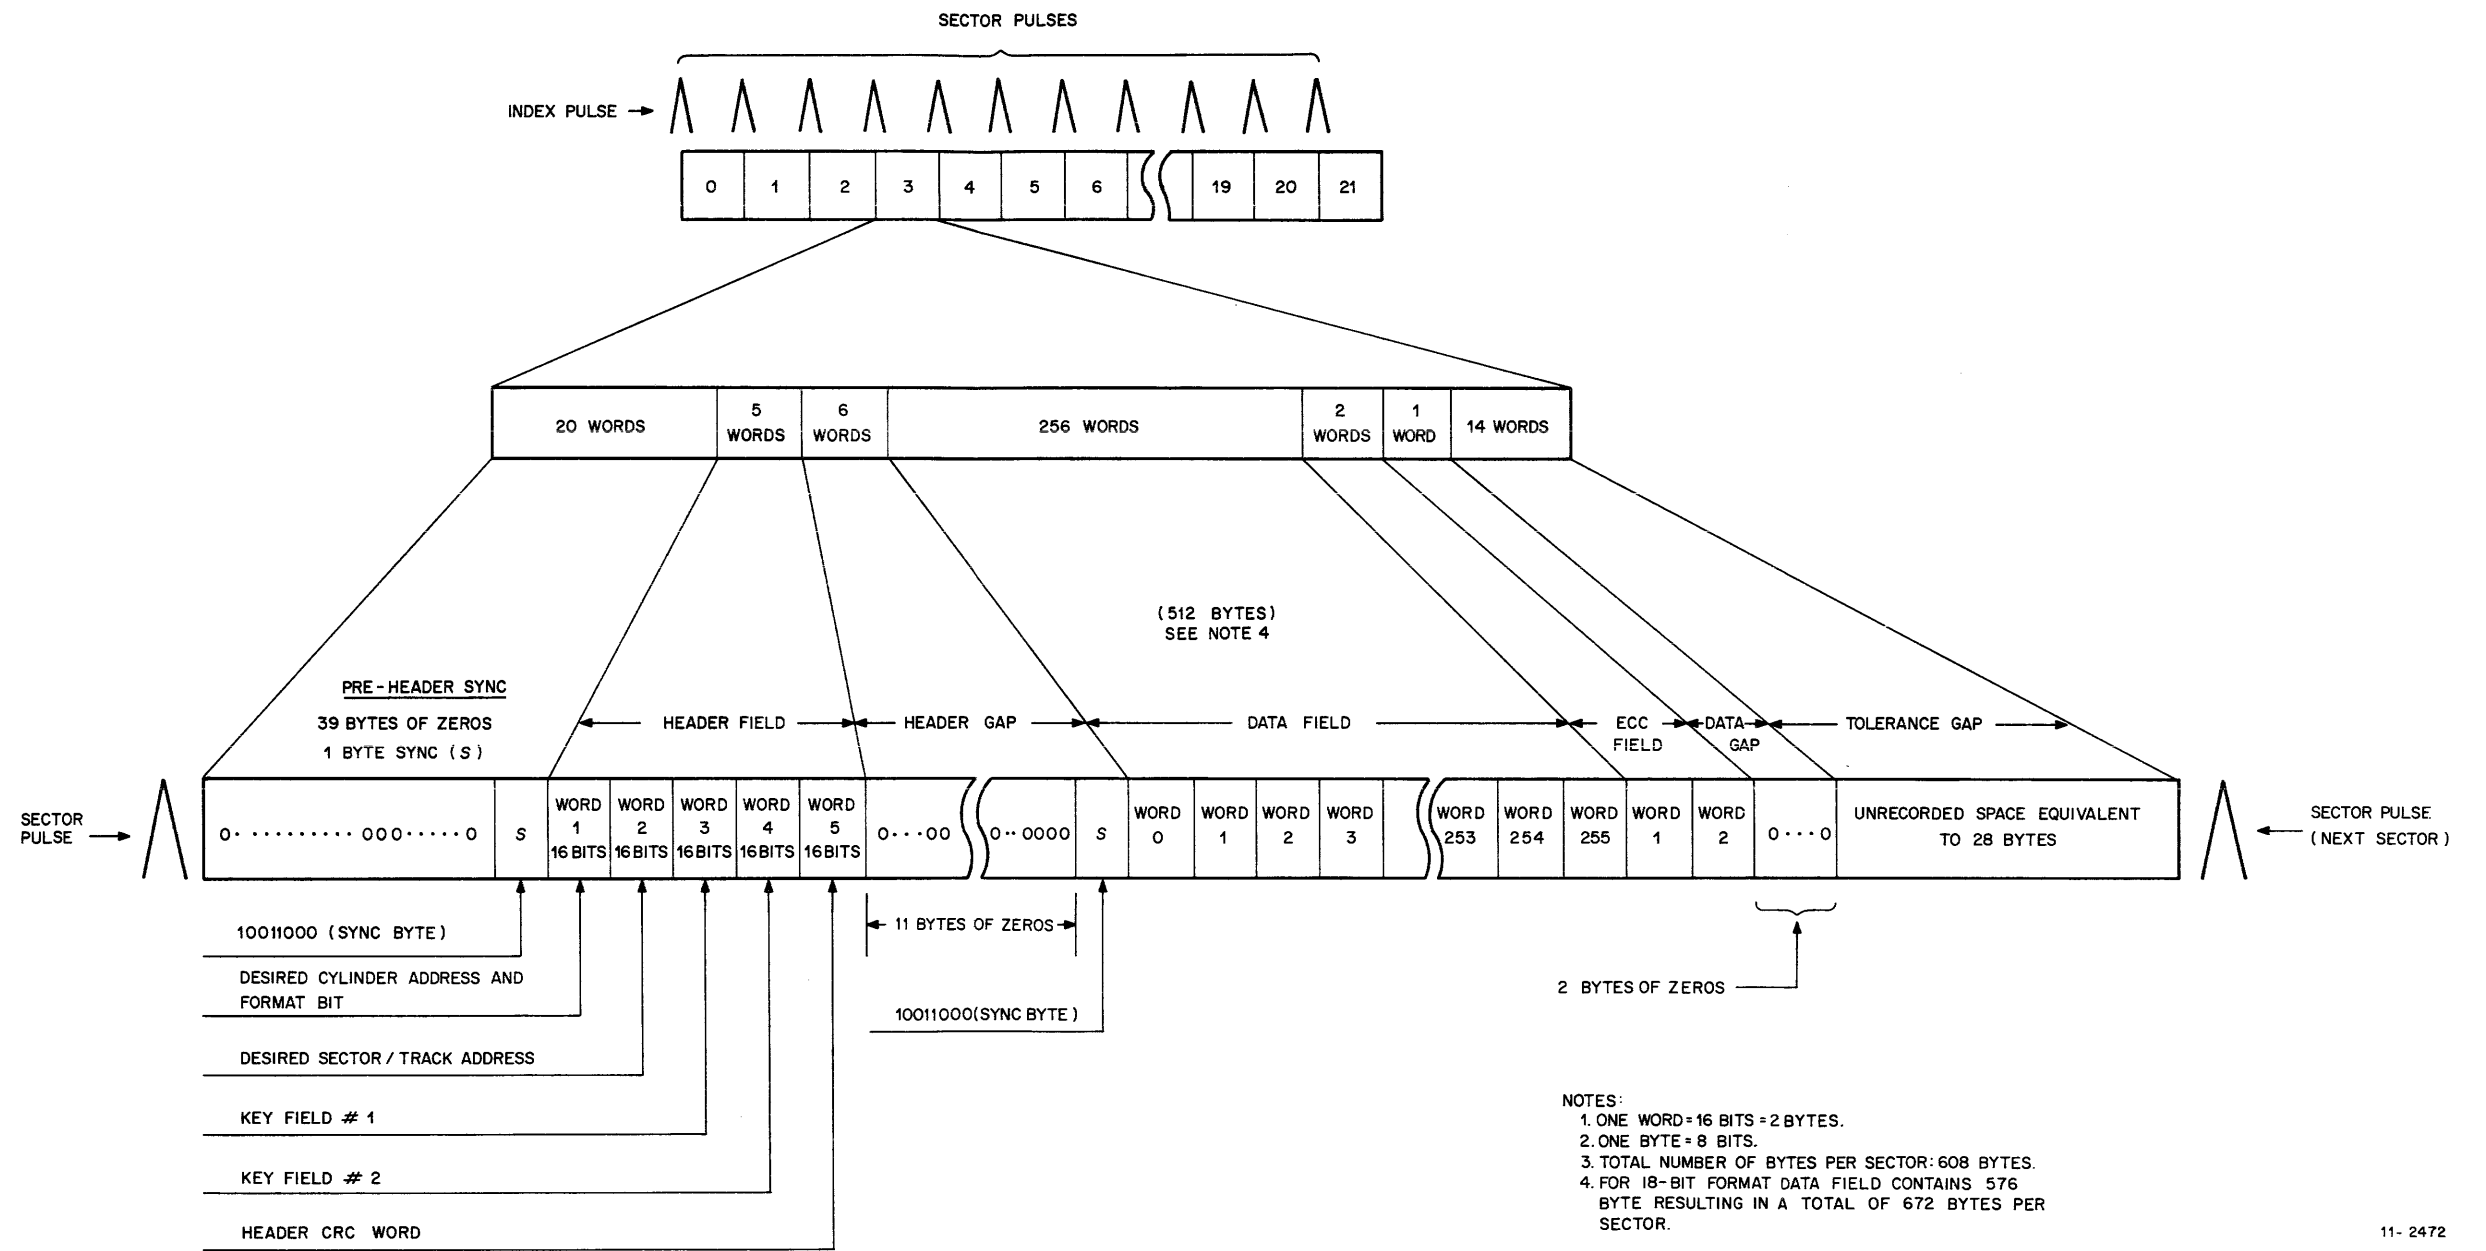 SECTOR PULSES
INDEX PULSE
0 1 2 3 4 5 6 19 20 21
20 WORDS
5
WORDS
6
WORDS
256 WORDS
2
WORDS
1
WORD
14 WORDS
(512 BYTES)
SEE NOTE 4
PRE-HEADER SYNC
39 BYTES OF ZEROS
1 BYTE SYNC (S)
HEADER FIELD
HEADER GAP
DATA FIELD
ECC
FIELD
DATA
GAP
TOLERANCE GAP
SECTOR
PULSE
0·········· 000·····0
S
WORD
1
16 BITS
WORD
2
16 BITS
WORD
3
16 BITS
WORD
4
16 BITS
WORD
5
16 BITS
0···00
0··0000
S
WORD
0
WORD
1
WORD
2
WORD
3
WORD
253
WORD
254
WORD
255
WORD
1
WORD
2
0···0
UNRECORDED SPACE EQUIVALENT
TO 28 BYTES
SECTOR PULSE
(NEXT SECTOR)
10011000 (SYNC BYTE)
DESIRED CYLINDER ADDRESS AND
FORMAT BIT
DESIRED SECTOR / TRACK ADDRESS
KEY FIELD # 1
KEY FIELD # 2
HEADER CRC WORD
11 BYTES OF ZEROS
10011000(SYNC BYTE)
2 BYTES OF ZEROS
NOTES:
1. ONE WORD=16 BITS =2 BYTES.
2. ONE BYTE= 8 BITS.
3. TOTAL NUMBER OF BYTES PER SECTOR: 608 BYTES.
4. FOR 18-BIT FORMAT DATA FIELD CONTAINS 576
BYTE RESULTING IN A TOTAL OF 672 BYTES PER
SECTOR.
11- 2472